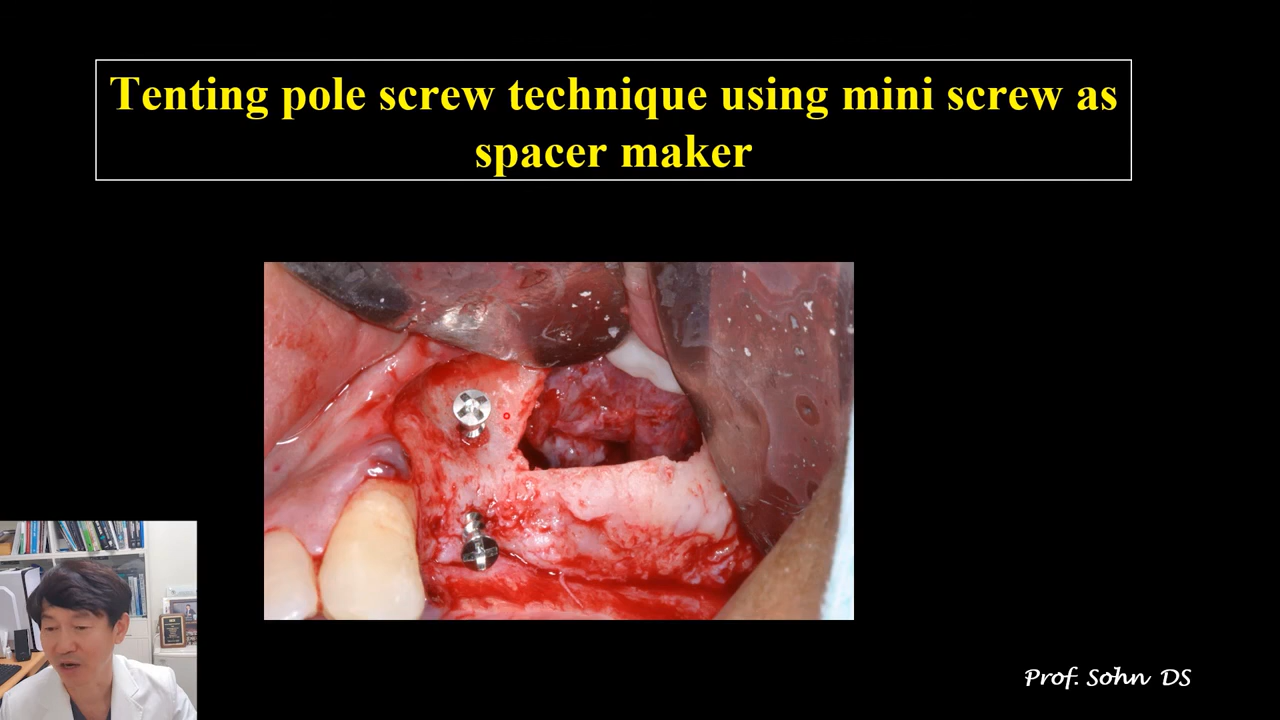 Tenting pole screw technique using mini screw as
spacer maker
Prof. Sohn DS